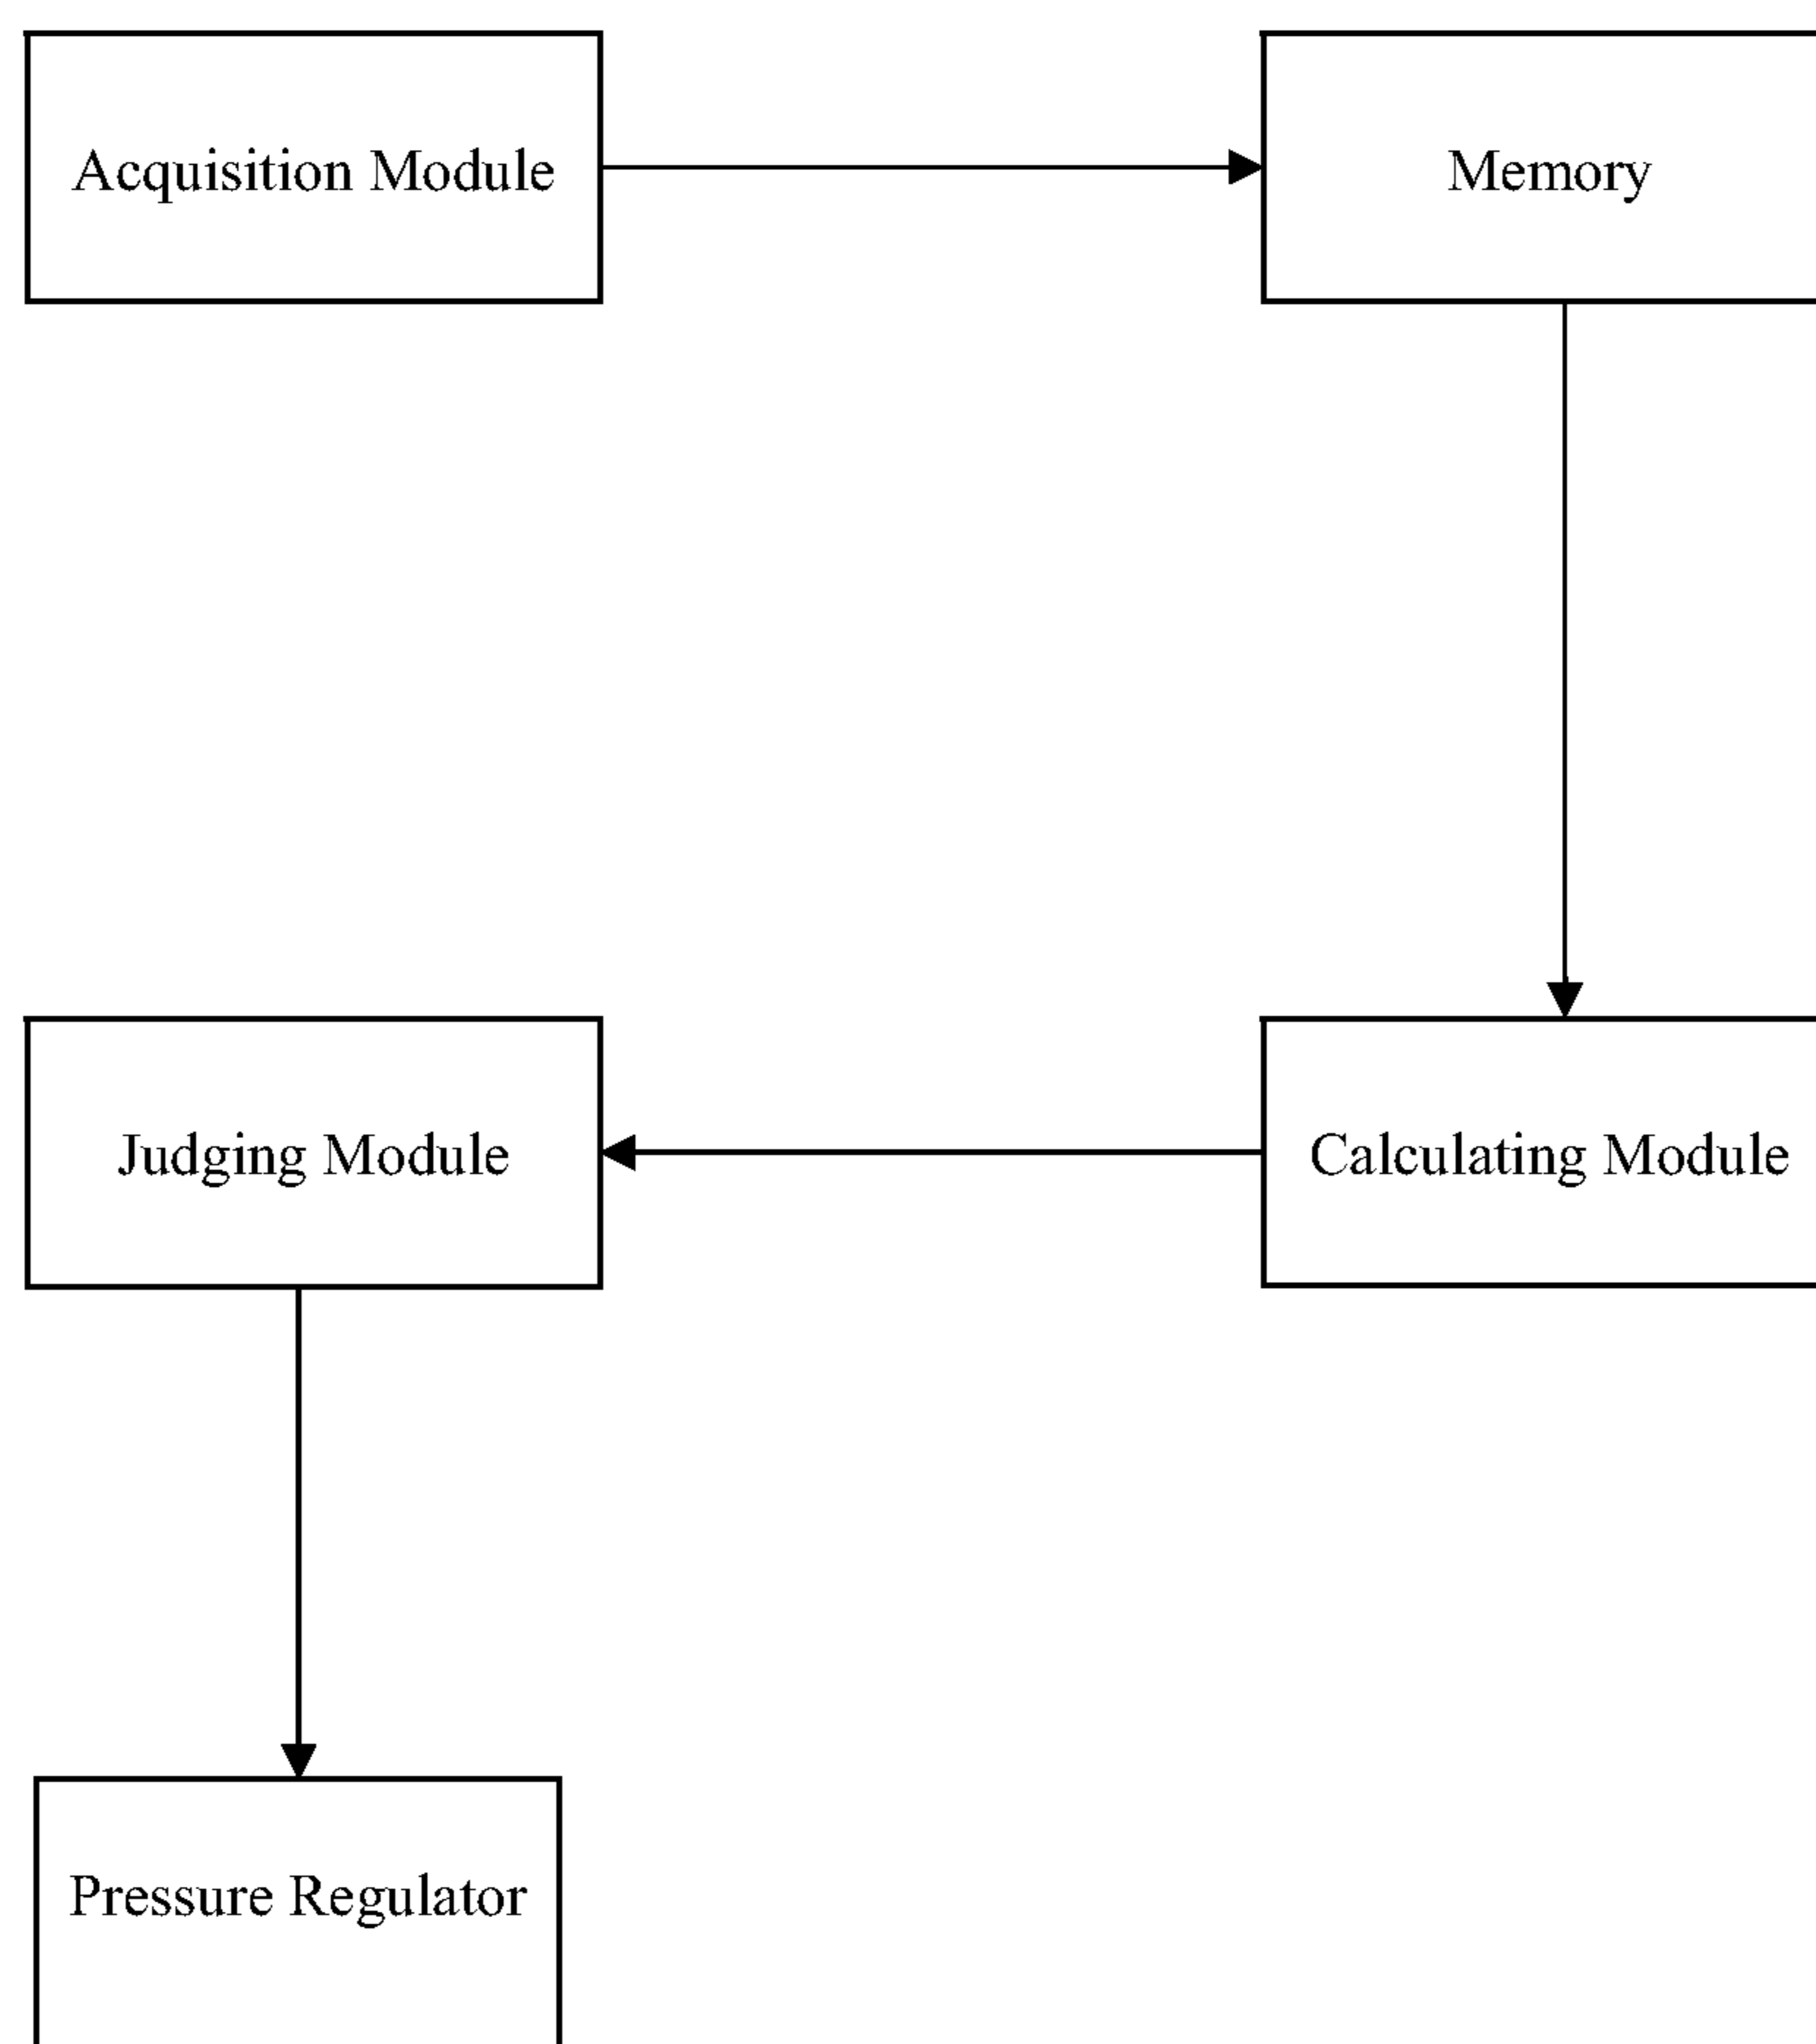 Acquisition Module
Memory
Judging Module
Calculating Module
Pressure Regulator